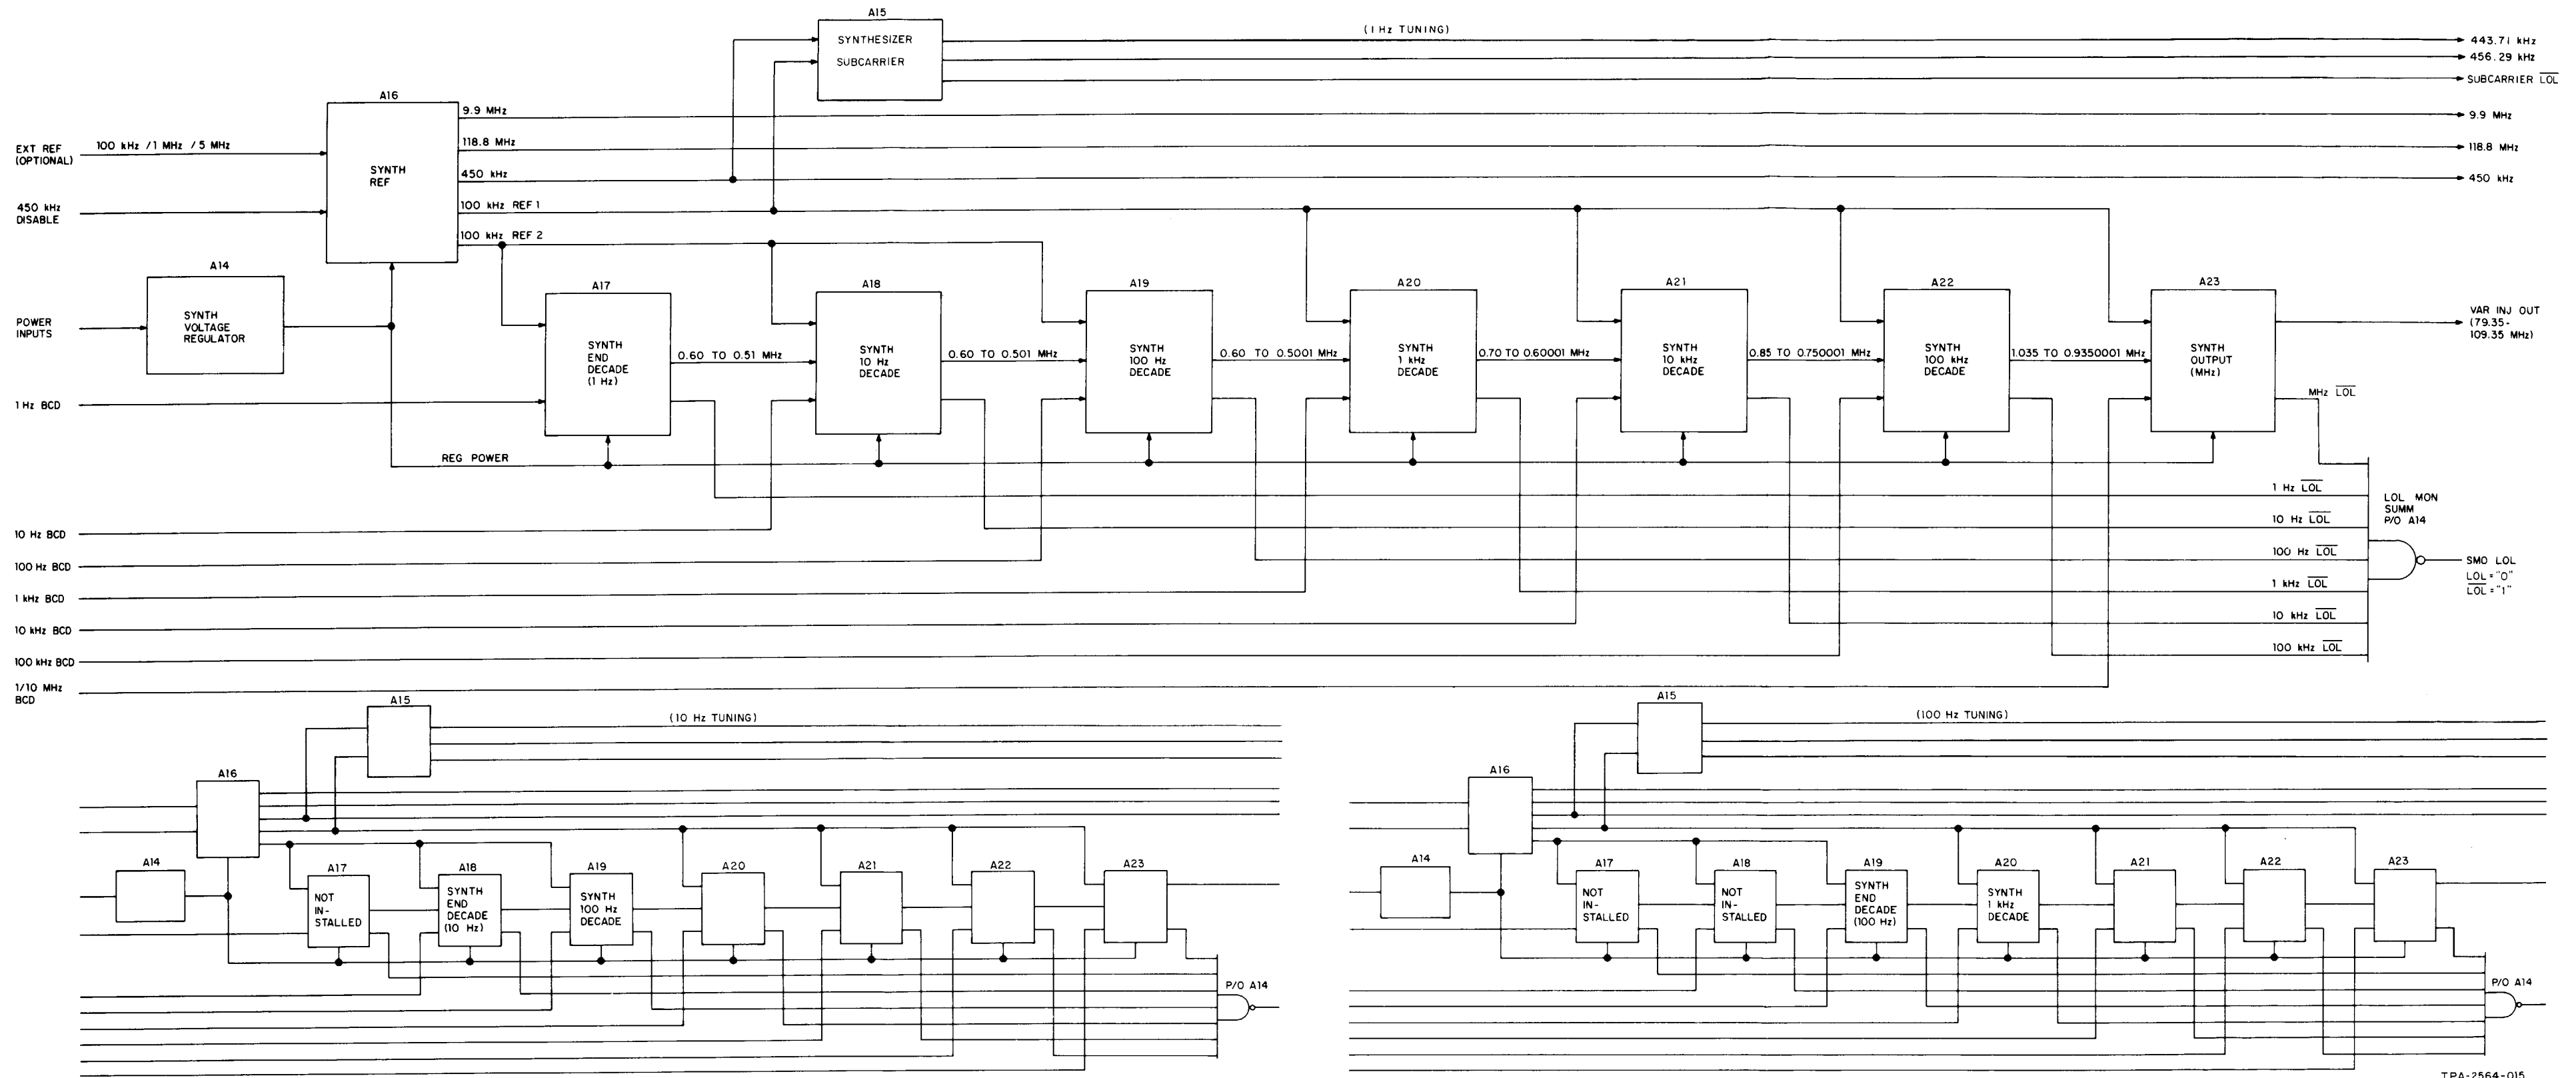 A15
SYNTHESIZER
SUBCARRIER
(1 Hz TUNING)
443.71 kHz
456.29 kHz
SUBCARRIER L̅O̅L̅
A16
SYNTH
REF
EXT REF
(OPTIONAL)
100 kHz / 1 MHz / 5 MHz
450 kHz
DISABLE
9.9 MHz
9.9 MHz
118.8 MHz
118.8 MHz
450 kHz
450 kHz
100 kHz REF 1
100 kHz REF 2
A14
SYNTH
VOLTAGE
REGULATOR
POWER
INPUTS
A17
SYNTH
END
DECADE
(1 Hz)
0.60 TO 0.51 MHz
A18
SYNTH
10 Hz
DECADE
0.60 TO 0.501 MHz
A19
SYNTH
100 Hz
DECADE
0.60 TO 0.5001 MHz
A20
SYNTH
1 kHz
DECADE
0.70 TO 0.60001 MHz
A21
SYNTH
10 kHz
DECADE
0.85 TO 0.750001 MHz
A22
SYNTH
100 kHz
DECADE
1.035 TO 0.9350001 MHz
A23
SYNTH
OUTPUT
(MHz)
VAR INJ OUT
(79.35-
109.35 MHz)
MHz L̅O̅L̅
1 Hz BCD
REG POWER
1 Hz L̅O̅L̅
LOL MON
SUMM
P/O A14
10 Hz BCD
10 Hz L̅O̅L̅
100 Hz BCD
100 Hz L̅O̅L̅
SMO LOL
LOL = "0"
L̅O̅L̅ = "1"
1 kHz BCD
1 kHz L̅O̅L̅
10 kHz BCD
10 kHz L̅O̅L̅
100 kHz BCD
100 kHz L̅O̅L̅
1/10 MHz
BCD
A15
(10 Hz TUNING)
A16
A14
A17
NOT
IN-
STALLED
A18
SYNTH
END
DECADE
(10 Hz)
A19
SYNTH
100 Hz
DECADE
A20
A21
A22
A23
P/O A14
A15
(100 Hz TUNING)
A16
A14
A17
NOT
IN-
STALLED
A18
NOT
IN-
STALLED
A19
SYNTH
END
DECADE
(100 Hz)
A20
SYNTH
1 kHz
DECADE
A21
A22
A23
P/O A14
TPA-2564-015